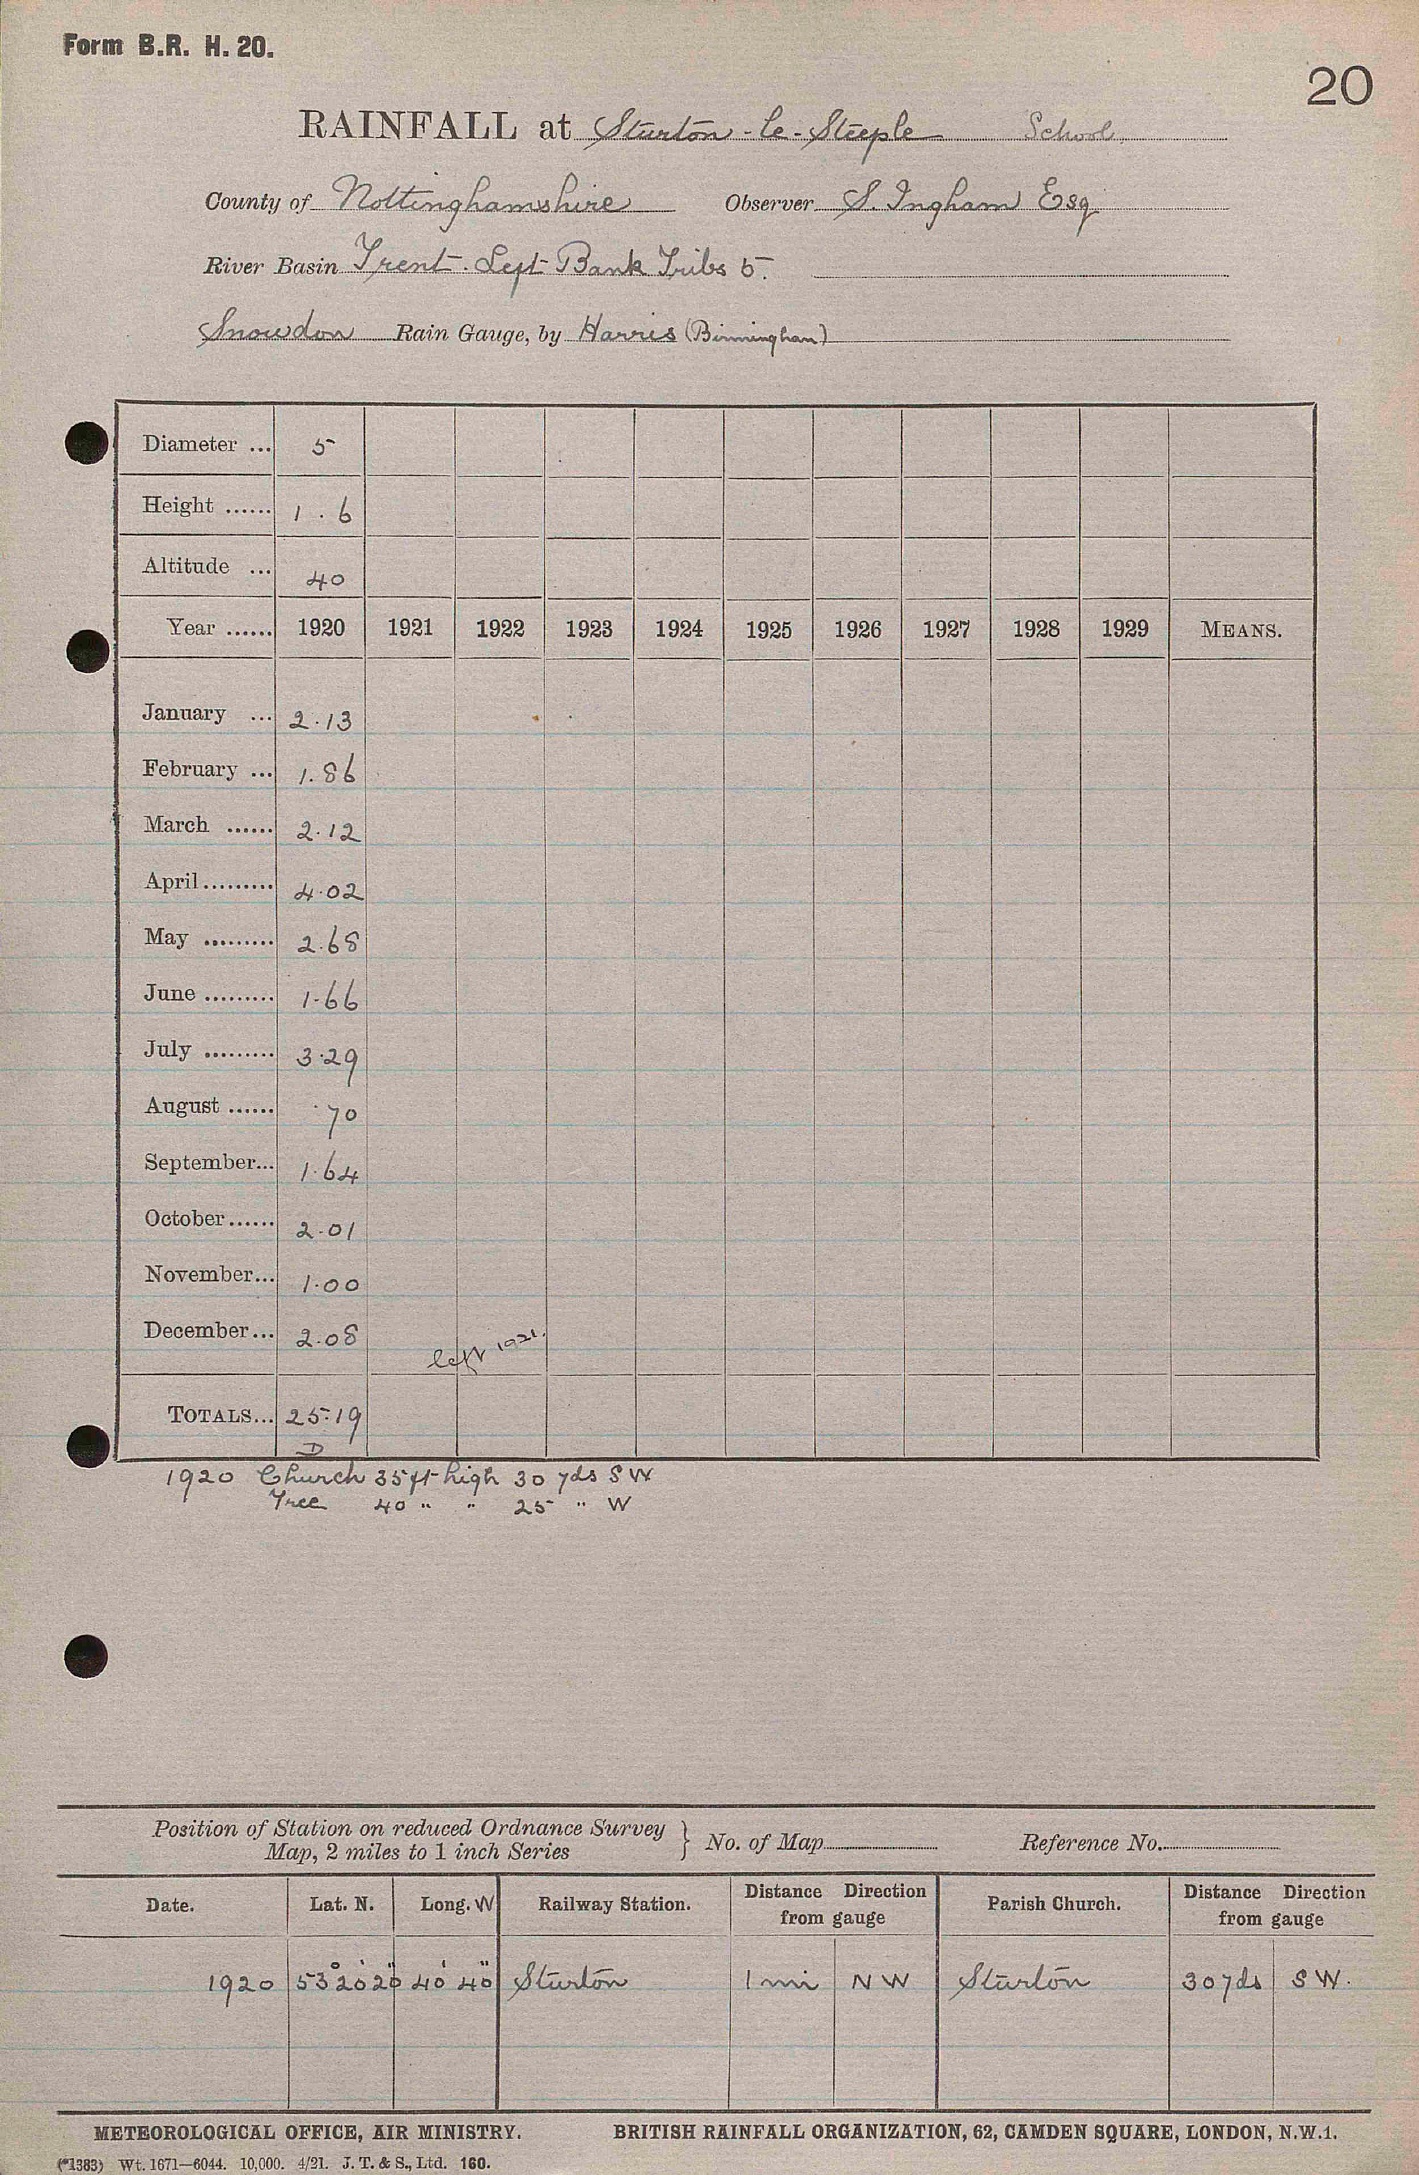 Form B.R. H. 20.
20
RAINFALL at Sturton-le-Steeple School
County of Nottinghamshire Observer S. Ingham Esq
River Basin Trent. Left Bank Tribs 5.
Snowdon Rain Gauge, by Harris (Birmingham)
Diameter ... 5
Height ...... 1 . 6
Altitude ... 40
Year ...... 1920 1921 1922 1923 1924 1925 1926 1927 1928 1929 MEANS.
January ... 2.13
February ... 1.86
March ...... 2.12
April ......... 4.02
May ......... 2.68
June ......... 1.66
July ......... 3.29
August ...... .70
September... 1.64
October ...... 2.01
November... 1.00
December... 2.08 left 1921.
TOTALS... 25.19
D
1920 Church 35 ft high 30 yds SW
Tree 40 " " 25 " W
Position of Station on reduced Ordnance Survey
Map, 2 miles to 1 inch Series } No. of Map Reference No.
Date. Lat. N. Long. W Railway Station. Distance Direction from gauge Parish Church. Distance Direction from gauge
1920 53° 20' 20" 40' 40" Sturton 1 mi NW Sturton 30 yds SW.
METEOROLOGICAL OFFICE, AIR MINISTRY. BRITISH RAINFALL ORGANIZATION, 62, CAMDEN SQUARE, LONDON, N.W.1.
(*1383) Wt. 1671—6044. 10,000. 4/21. J. T. & S., Ltd. 160.